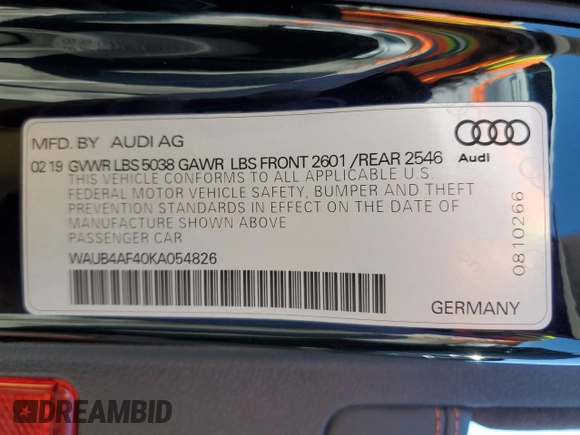 MFD. BY AUDI AG
02 19 GVWR LBS 5038 GAWR LBS FRONT 2601 /REAR 2546
Audi
THIS VEHICLE CONFORMS TO ALL APPLICABLE U.S.
FEDERAL MOTOR VEHICLE SAFETY, BUMPER AND THEFT
PREVENTION STANDARDS IN EFFECT ON THE DATE OF
MANUFACTURE SHOWN ABOVE
PASSENGER CAR
WAUB4AF40KA054826
GERMANY
0810266
DREAMBID